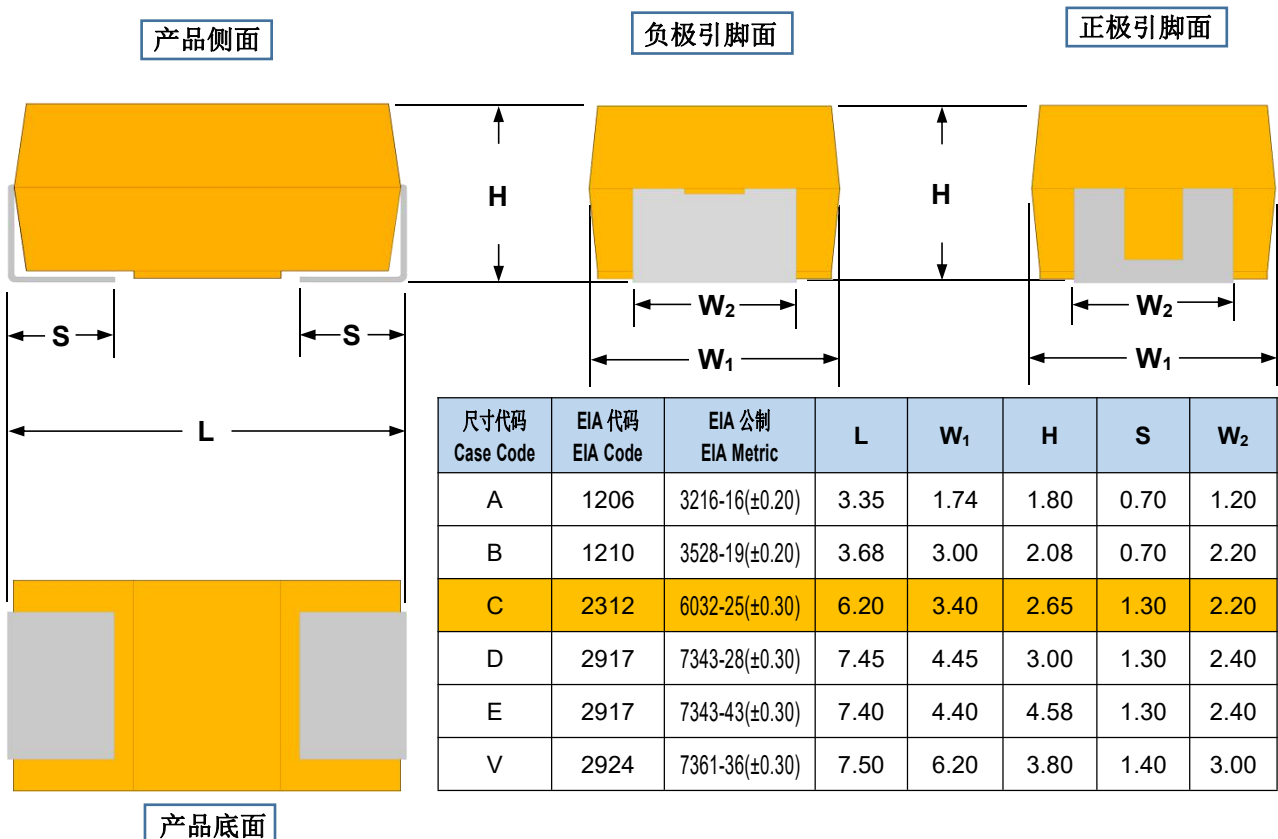 产品侧面
负极引脚面
正极引脚面
H
H
S
S
W₂
W₂
W₁
W₁
L
尺寸代码 EIA 代码 EIA 公制 L W₁ H S W₂
Case Code EIA Code EIA Metric
A 1206 3216-16(±0.20) 3.35 1.74 1.80 0.70 1.20
B 1210 3528-19(±0.20) 3.68 3.00 2.08 0.70 2.20
C 2312 6032-25(±0.30) 6.20 3.40 2.65 1.30 2.20
D 2917 7343-28(±0.30) 7.45 4.45 3.00 1.30 2.40
E 2917 7343-43(±0.30) 7.40 4.40 4.58 1.30 2.40
V 2924 7361-36(±0.30) 7.50 6.20 3.80 1.40 3.00
产品底面